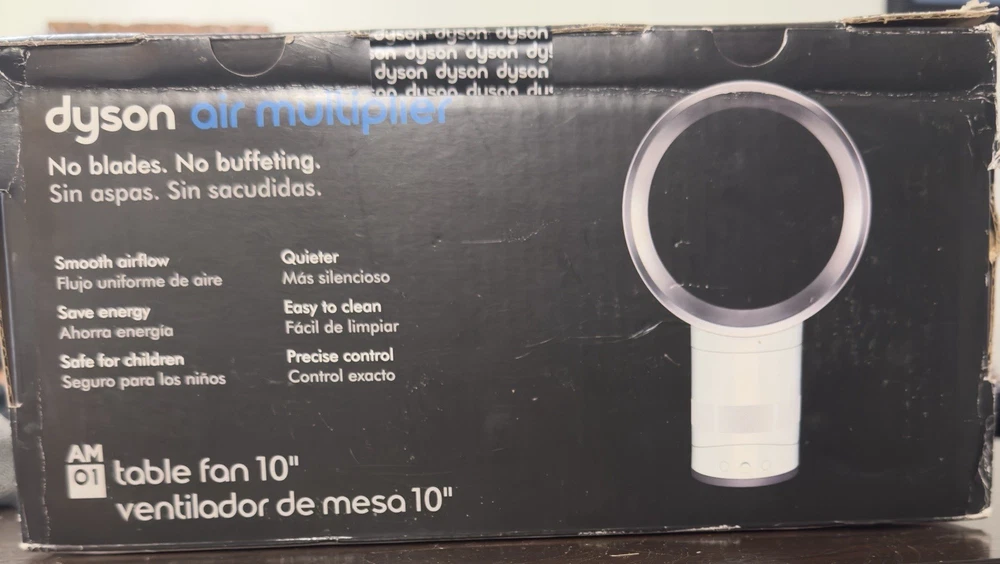 dyson dyson dyson
dyson dyson dy
dyson dyson dyson
dyson dyson
dyson air multiplier
No blades. No buffeting.
Sin aspas. Sin sacudidas.
Smooth airflow
Flujo uniforme de aire
Save energy
Ahorra energía
Safe for children
Seguro para los niños
Quieter
Más silencioso
Easy to clean
Fácil de limpiar
Precise control
Control exacto
AM
01
table fan 10"
ventilador de mesa 10"